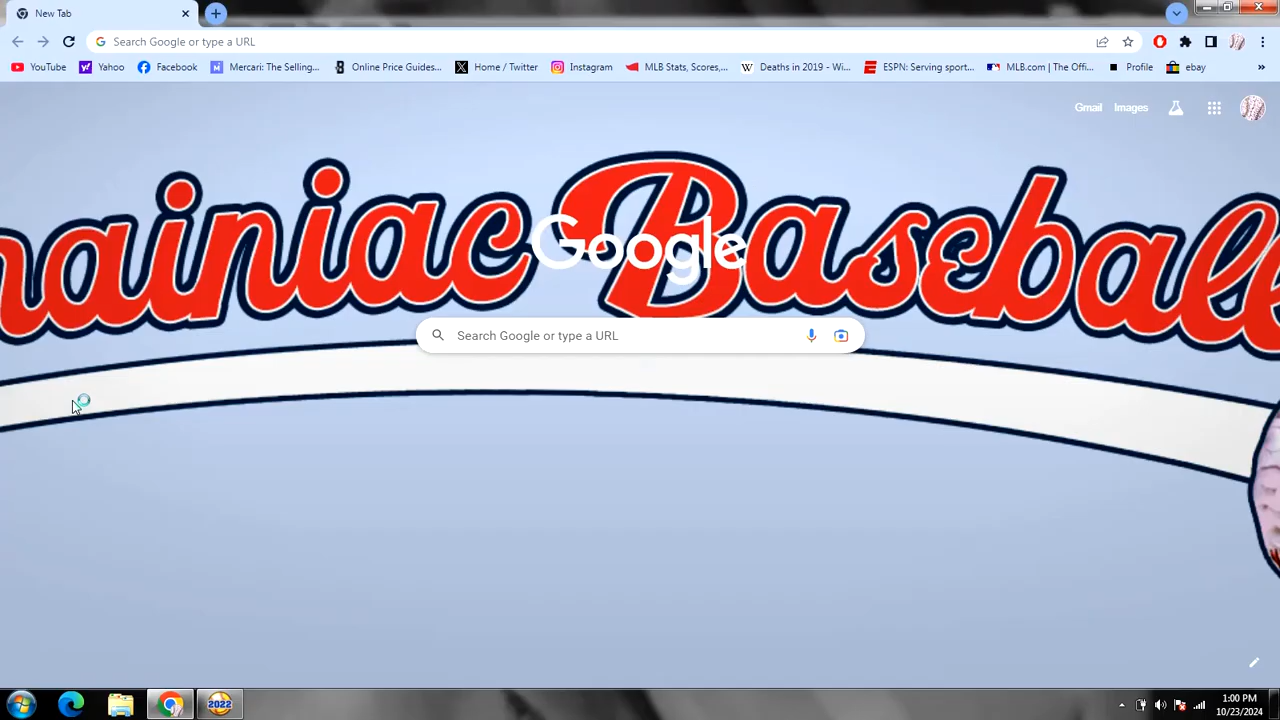 New Tab
Search Google or type a URL
YouTube Yahoo Facebook Mercari: The Selling... Online Price Guides... Home / Twitter Instagram MLB Stats, Scores,... Deaths in 2019 - Wi... ESPN: Serving sport... MLB.com | The Offi... Profile ebay »
Gmail Images
ainiac Baseball
Google
Search Google or type a URL
2022
1:00 PM
10/23/2024